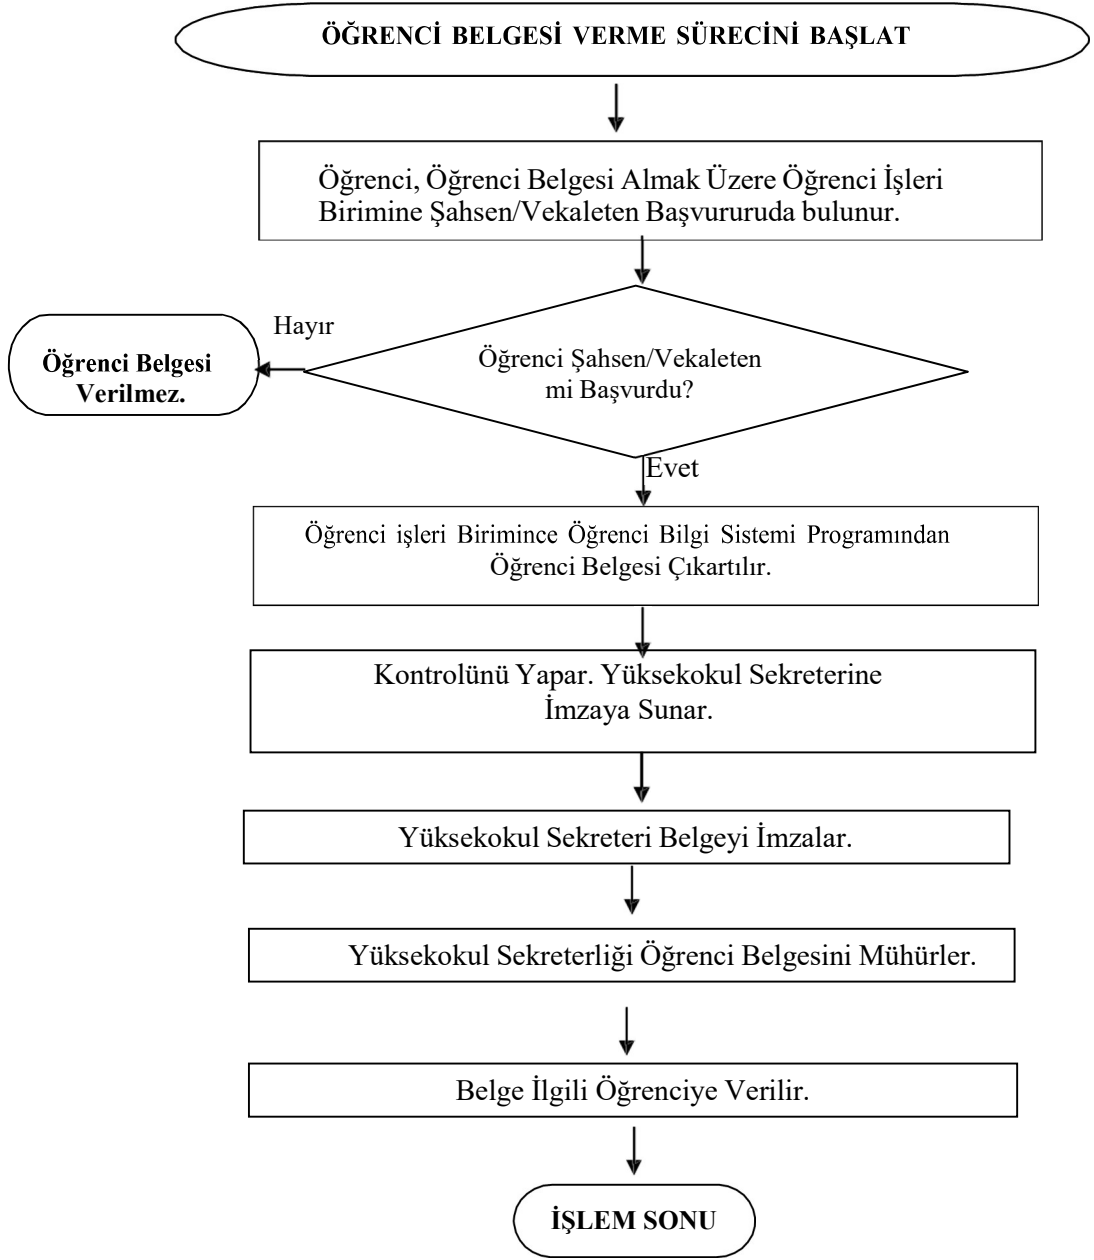 ÖĞRENCİ BELGESİ VERME SÜRECİNİ BAŞLAT
Öğrenci, Öğrenci Belgesi Almak Üzere Öğrenci İşleri
Birimine Şahsen/Vekaleten Başvururuda bulunur.
Hayır
Öğrenci Belgesi
Verilmez.
Öğrenci Şahsen/Vekaleten
mi Başvurdu?
Evet
Öğrenci işleri Birimince Öğrenci Bilgi Sistemi Programından
Öğrenci Belgesi Çıkartılır.
Kontrolünü Yapar. Yüksekokul Sekreterine
İmzaya Sunar.
Yüksekokul Sekreteri Belgeyi İmzalar.
Yüksekokul Sekreterliği Öğrenci Belgesini Mühürler.
Belge İlgili Öğrenciye Verilir.
İŞLEM SONU